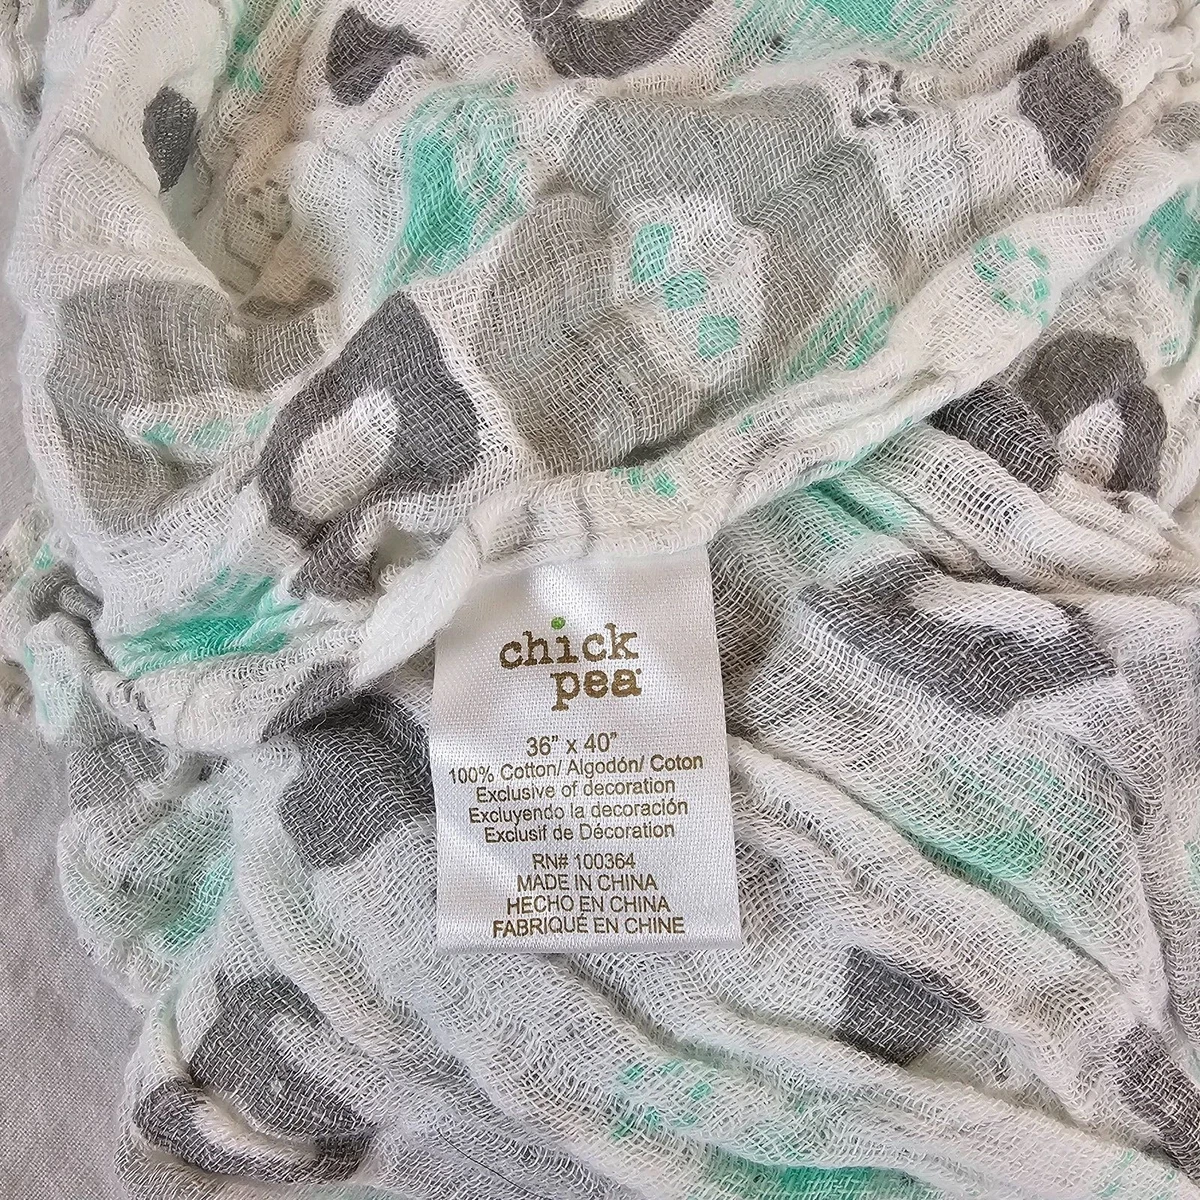 chick
pea
36" x 40"
100% Cotton/ Algodón/ Coton
Exclusive of decoration
Excluyendo la decoración
Exclusif de Décoration
RN# 100364
MADE IN CHINA
HECHO EN CHINA
FABRIQUÉ EN CHINE